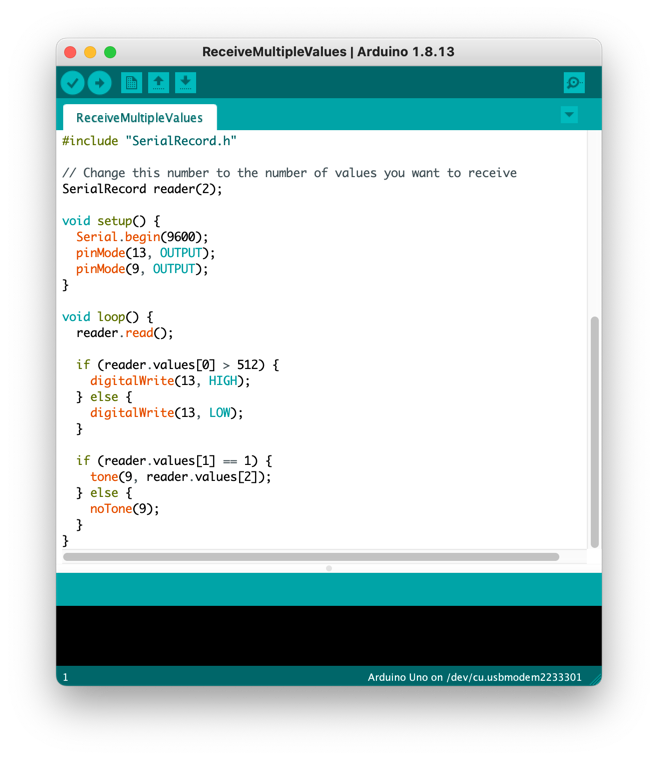 ReceiveMultipleValues | Arduino 1.8.13
ReceiveMultipleValues
#include "SerialRecord.h"
// Change this number to the number of values you want to receive
SerialRecord reader(2);
void setup() {
  Serial.begin(9600);
  pinMode(13, OUTPUT);
  pinMode(9, OUTPUT);
}
void loop() {
  reader.read();
  if (reader.values[0] > 512) {
    digitalWrite(13, HIGH);
  } else {
    digitalWrite(13, LOW);
  }
  if (reader.values[1] == 1) {
    tone(9, reader.values[2]);
  } else {
    noTone(9);
  }
}
1
Arduino Uno on /dev/cu.usbmodem2233301